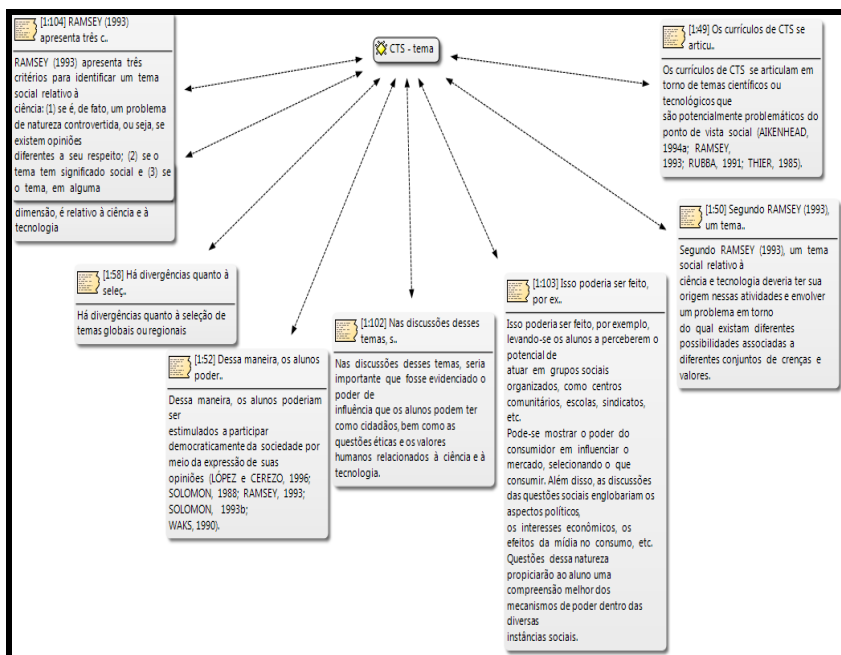 CTS - tema
[1:104] RAMSEY (1993)
apresenta três c..
RAMSEY (1993) apresenta três
critérios para identificar um tema
social relativo à
ciência: (1) se é, de fato, um problema
de natureza controvertida, ou seja, se
existem opiniões
diferentes a seu respeito; (2) se o
tema tem significado social e (3) se
o tema, em alguma
dimensão, é relativo à ciência e à
tecnologia
[1:49] Os currículos de CTS se
articu..
Os currículos de CTS se articulam em
torno de temas científicos ou
tecnológicos que
são potencialmente problemáticos do
ponto de vista social (AIKENHEAD,
1994a; RAMSEY,
1993; RUBBA, 1991; THIER, 1985).
[1:50] Segundo RAMSEY (1993),
um tema..
Segundo RAMSEY (1993), um tema
social relativo à
ciência e tecnologia deveria ter sua
origem nessas atividades e envolver
um problema em torno
do qual existam diferentes
possibilidades associadas a
diferentes conjuntos de crenças e
valores.
[1:58] Há divergências quanto à
seleç..
Há divergências quanto à seleção de
temas globais ou regionais
[1:52] Dessa maneira, os alunos
poder..
Dessa maneira, os alunos poderiam
ser
estimulados a participar
democraticamente da sociedade por
meio da expressão de suas
opiniões (LÓPEZ e CEREZO, 1996;
SOLOMON, 1988; RAMSEY, 1993;
SOLOMON, 1993b;
WAKS, 1990).
[1:102] Nas discussões desses
temas, s..
Nas discussões desses temas, seria
importante que fosse evidenciado o
poder de
influência que os alunos podem ter
como cidadãos, bem como as
questões éticas e os valores
humanos relacionados à ciência e à
tecnologia.
[1:103] Isso poderia ser feito,
por ex..
Isso poderia ser feito, por exemplo,
levando-se os alunos a perceberem o
potencial de
atuar em grupos sociais
organizados, como centros
comunitários, escolas, sindicatos,
etc.
Pode-se mostrar o poder do
consumidor em influenciar o
mercado, selecionando o que
consumir. Além disso, as discussões
das questões sociais englobariam os
aspectos políticos,
os interesses econômicos, os
efeitos da mídia no consumo, etc.
Questões dessa natureza
propiciarão ao aluno uma
compreensão melhor dos
mecanismos de poder dentro das
diversas
instâncias sociais.